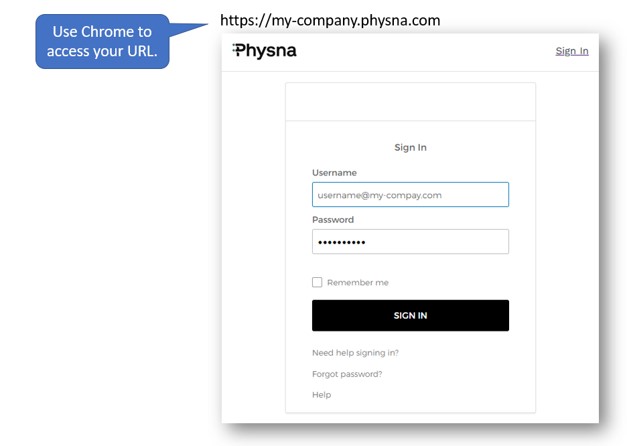 Use Chrome to
access your URL.
https://my-company.physna.com
Physna
Sign In
Sign In
Username
username@my-compay.com
Password
••••••••••
Remember me
SIGN IN
Need help signing in?
Forgot password?
Help